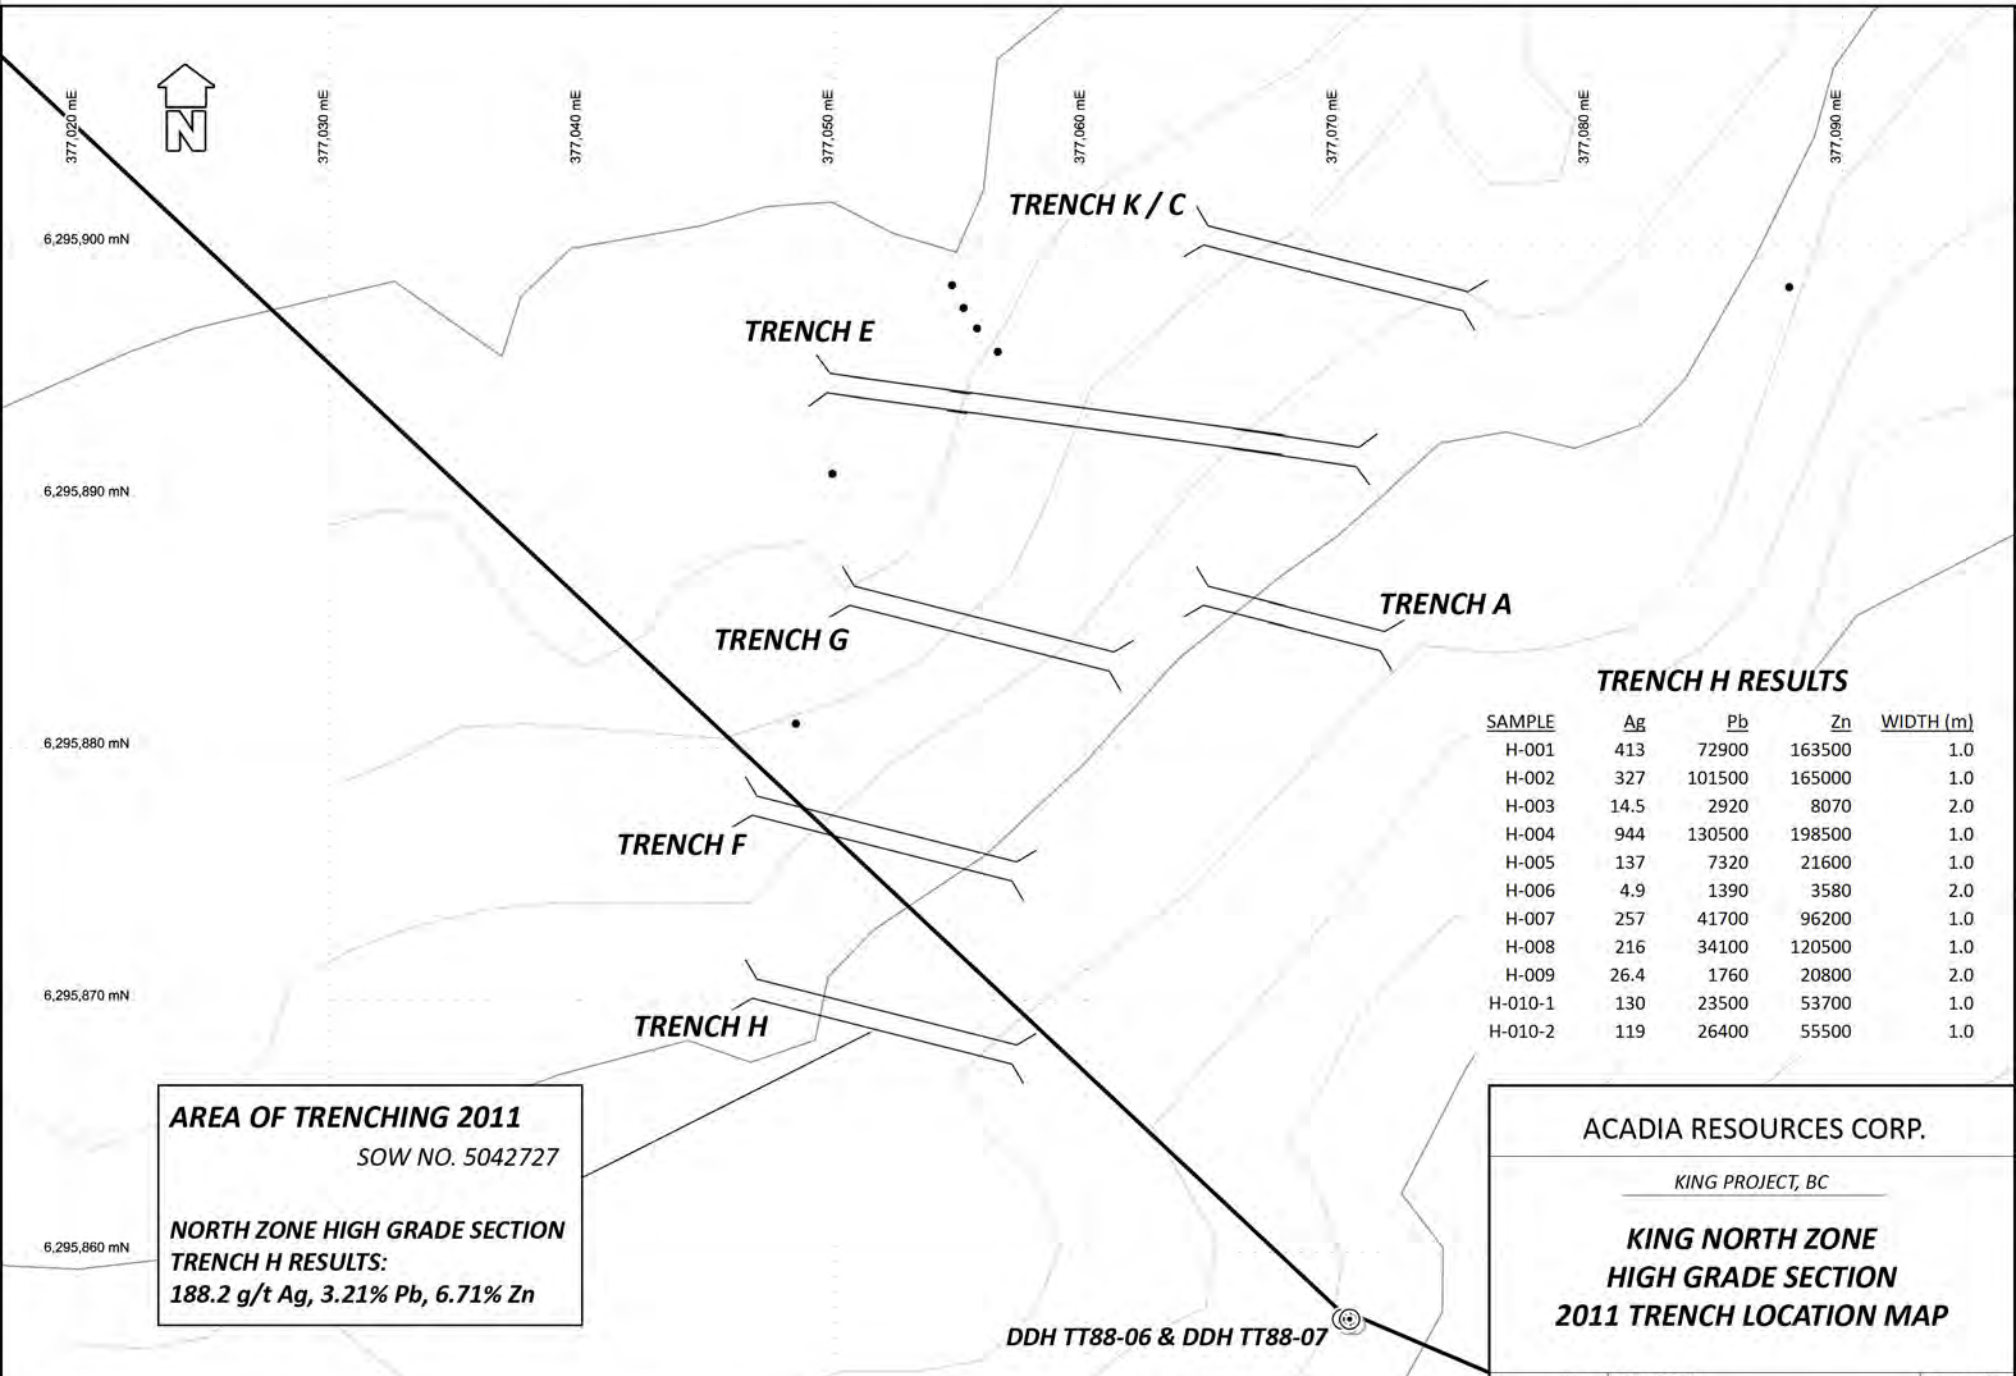 377,020 mE
377,030 mE
377,040 mE
377,050 mE
377,060 mE
377,070 mE
377,080 mE
377,090 mE
N
TRENCH K / C
6,295,900 mN
TRENCH E
6,295,890 mN
TRENCH A
TRENCH G
6,295,880 mN
TRENCH F
6,295,870 mN
TRENCH H
TRENCH H RESULTS
SAMPLE Ag Pb Zn WIDTH (m)
H-001 413 72900 163500 1.0
H-002 327 101500 165000 1.0
H-003 14.5 2920 8070 2.0
H-004 944 130500 198500 1.0
H-005 137 7320 21600 1.0
H-006 4.9 1390 3580 2.0
H-007 257 41700 96200 1.0
H-008 216 34100 120500 1.0
H-009 26.4 1760 20800 2.0
H-010-1 130 23500 53700 1.0
H-010-2 119 26400 55500 1.0
AREA OF TRENCHING 2011
SOW NO. 5042727
NORTH ZONE HIGH GRADE SECTION
TRENCH H RESULTS:
188.2 g/t Ag, 3.21% Pb, 6.71% Zn
6,295,860 mN
DDH TT88-06 & DDH TT88-07
ACADIA RESOURCES CORP.
KING PROJECT, BC
KING NORTH ZONE
HIGH GRADE SECTION
2011 TRENCH LOCATION MAP